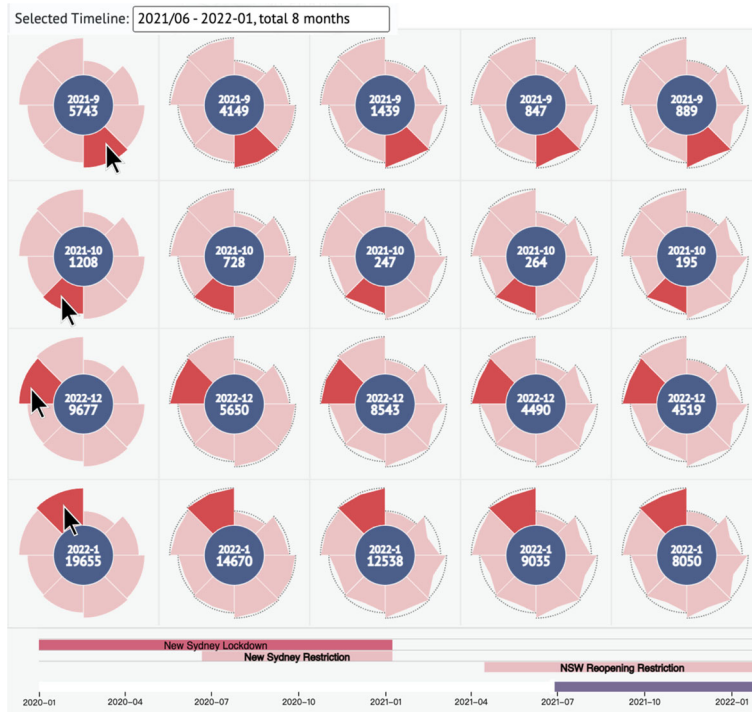 Selected Timeline: 2021/06 - 2022-01, total 8 months
2021-9 2021-9 2021-9 2021-9 2021-9
5743 4149 1439 847 889
2021-10 2021-10 2021-10 2021-10 2021-10
1208 728 247 264 195
2022-12 2022-12 2022-12 2022-12 2022-12
9677 5650 8543 4490 4519
2022-1 2022-1 2022-1 2022-1 2022-1
19655 14670 12538 9035 8050
New Sydney Lockdown
New Sydney Restriction
NSW Reopening Restriction
2020-01 2020-04 2020-07 2020-10 2021-01 2021-04 2021-07 2021-10 2022-01